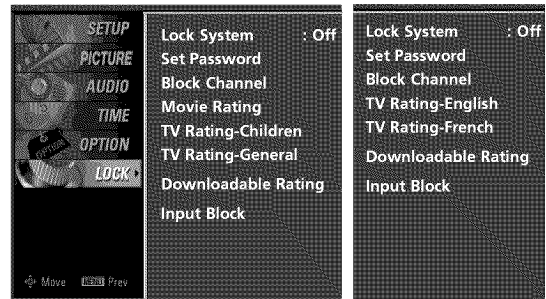 SETUP
PICTURE
AUDIO
TIME
OPTION
LOCK
Move MENU Prev
Lock System : Off
Set Password
Block Channel
Movie Rating
TV Rating-Children
TV Rating-General
Downloadable Rating
Input Block
Lock System : Off
Set Password
Block Channel
TV Rating-English
TV Rating-French
Downloadable Rating
Input Block